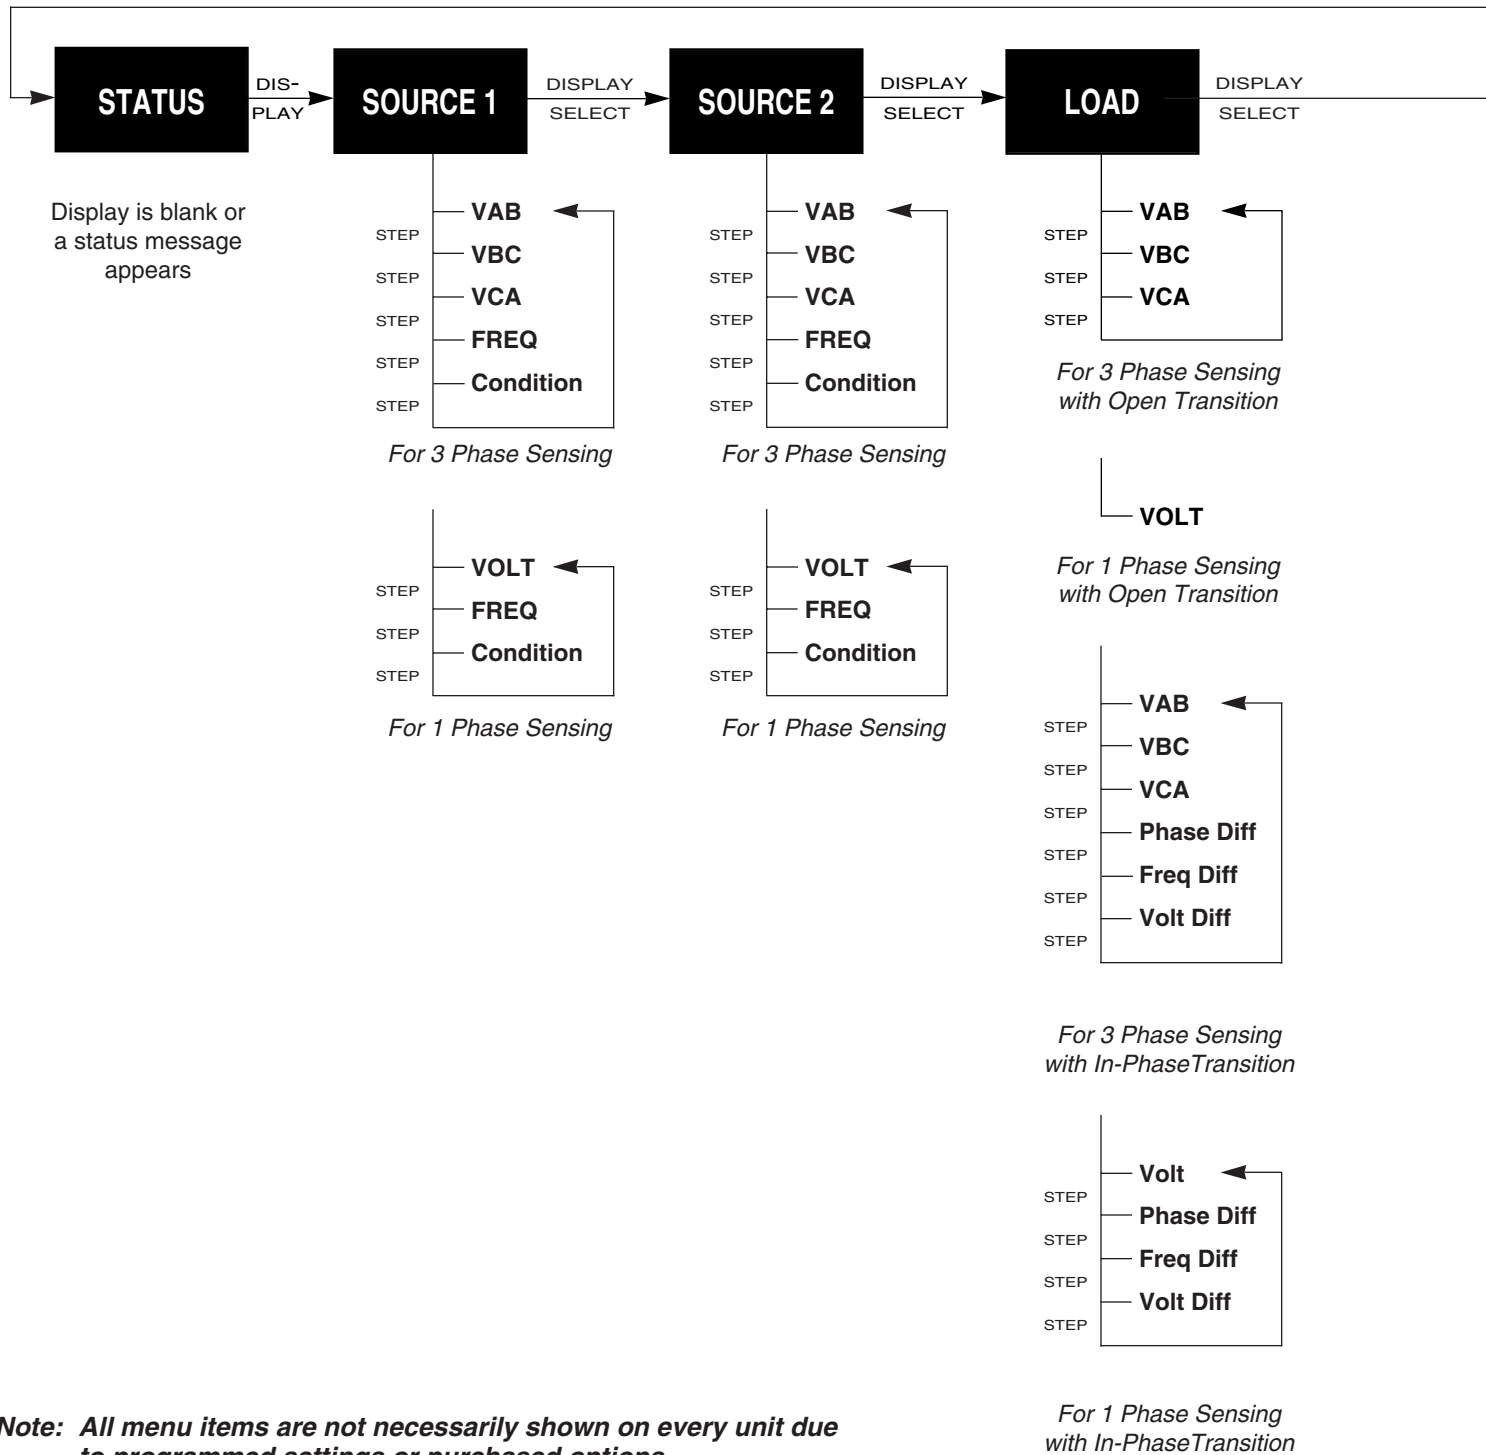 STATUS
DIS-
PLAY
SOURCE 1
DISPLAY
SELECT
SOURCE 2
DISPLAY
SELECT
LOAD
DISPLAY
SELECT
Display is blank or
a status message
appears
VAB
STEP
VBC
STEP
VCA
STEP
FREQ
STEP
Condition
STEP
For 3 Phase Sensing
VOLT
STEP
FREQ
STEP
Condition
STEP
For 1 Phase Sensing
VAB
STEP
VBC
STEP
VCA
STEP
FREQ
STEP
Condition
STEP
For 3 Phase Sensing
VOLT
STEP
FREQ
STEP
Condition
STEP
For 1 Phase Sensing
VAB
STEP
VBC
STEP
VCA
STEP
For 3 Phase Sensing
with Open Transition
VOLT
For 1 Phase Sensing
with Open Transition
VAB
STEP
VBC
STEP
VCA
STEP
Phase Diff
STEP
Freq Diff
STEP
Volt Diff
STEP
For 3 Phase Sensing
with In-PhaseTransition
Volt
STEP
Phase Diff
STEP
Freq Diff
STEP
Volt Diff
STEP
For 1 Phase Sensing
with In-PhaseTransition
Note: All menu items are not necessarily shown on every unit due
to programmed settings or purchased options